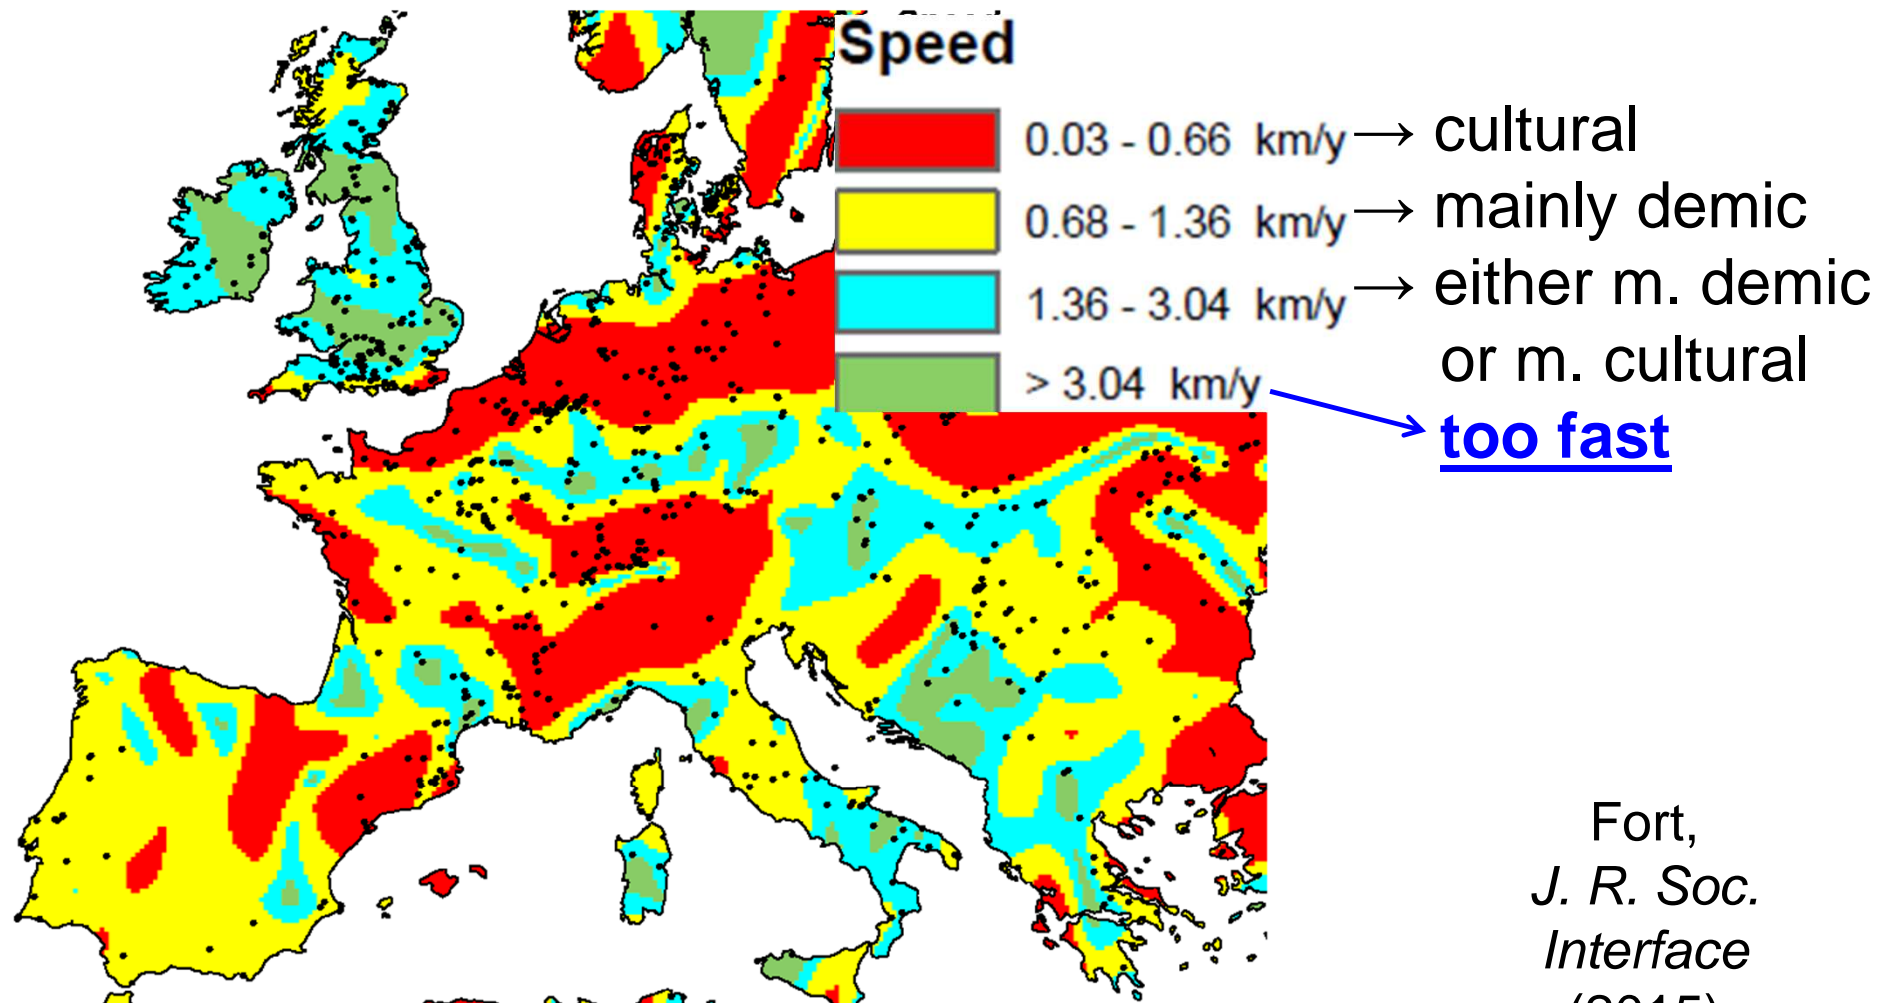 Speed
0.03 - 0.66 km/y → cultural
0.68 - 1.36 km/y → mainly demic
1.36 - 3.04 km/y → either m. demic
or m. cultural
> 3.04 km/y
too fast
Fort,
J. R. Soc.
Interface
(2015)